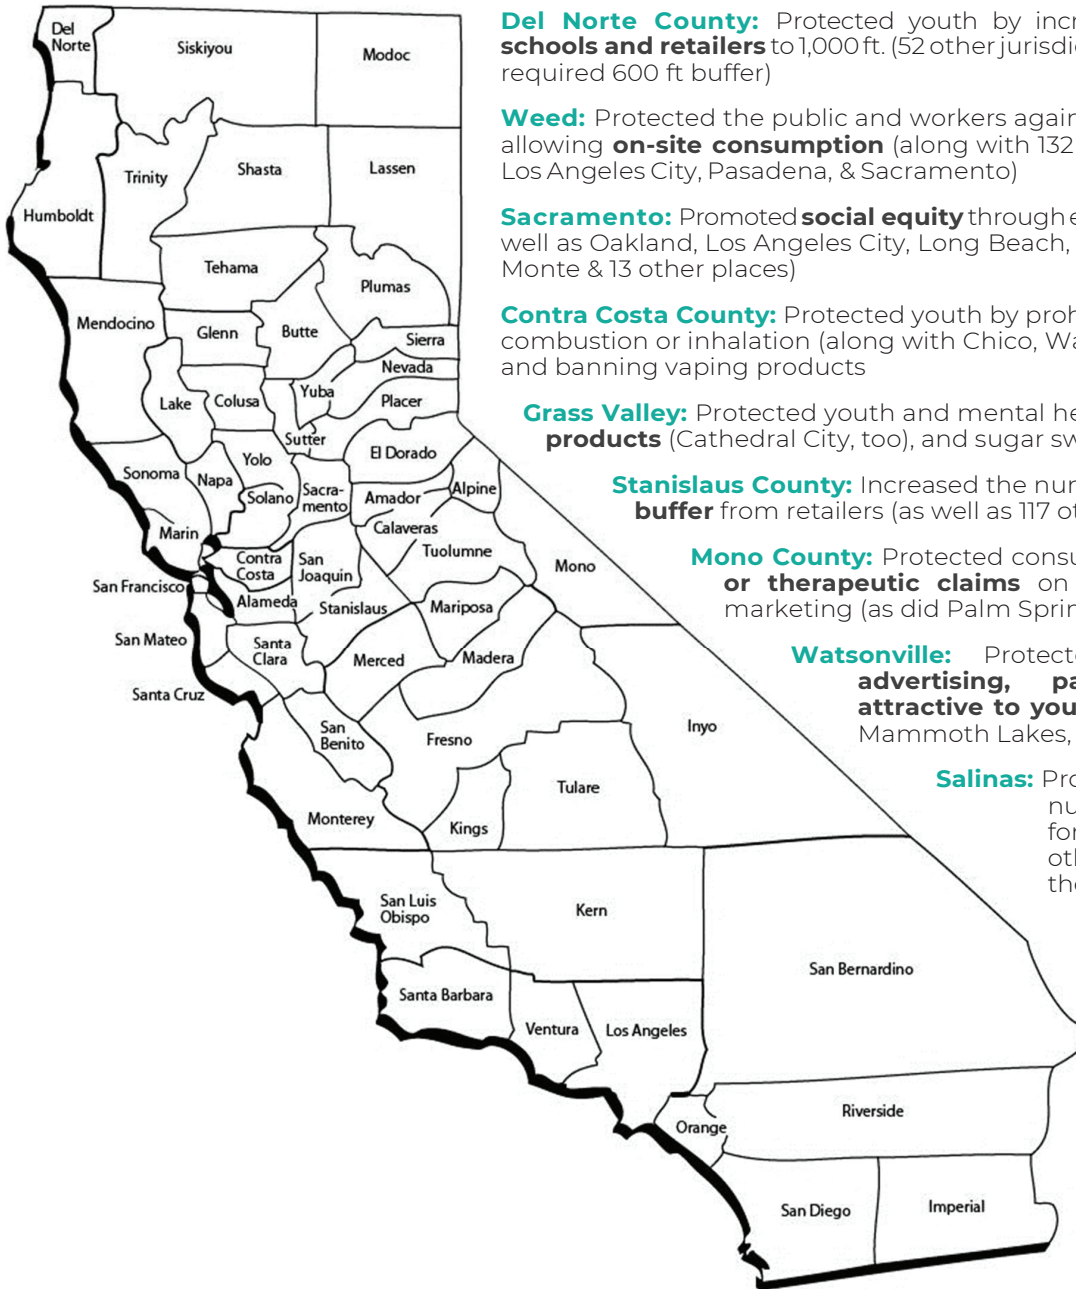 Del Norte County: Protected youth by incr
schools and retailers to 1,000 ft. (52 other jurisdic
required 600 ft buffer)
Weed: Protected the public and workers again
allowing on-site consumption (along with 132
Los Angeles City, Pasadena, & Sacramento)
Sacramento: Promoted social equity through e
well as Oakland, Los Angeles City, Long Beach,
Monte & 13 other places)
Contra Costa County: Protected youth by proh
combustion or inhalation (along with Chico, Wa
and banning vaping products
Grass Valley: Protected youth and mental he
products (Cathedral City, too), and sugar sw
Stanislaus County: Increased the nur
buffer from retailers (as well as 117 ot
Mono County: Protected consu
or therapeutic claims on
marketing (as did Palm Sprin
Watsonville: Protecte
advertising, pa
attractive to you
Mammoth Lakes,
Salinas: Pro
nu
for
oth
the
Del
Norte
Siskiyou
Modoc
Trinity
Shasta
Lassen
Humboldt
Tehama
Plumas
Mendocino
Glenn
Butte
Sierra
Nevada
Yuba
Placer
Lake
Colusa
Sutter
El Dorado
Yolo
Sonoma
Napa
Solano
Sacra-
mento
Amador
Alpine
Calaveras
Marin
Tuolumne
Contra
Costa
San
Joaquin
Mono
San Francisco
Alameda
Stanislaus
Mariposa
San Mateo
Santa
Clara
Merced
Madera
Santa Cruz
San
Benito
Fresno
Inyo
Tulare
Monterey
Kings
San Luis
Obispo
Kern
San Bernardino
Santa Barbara
Ventura
Los Angeles
Orange
Riverside
San Diego
Imperial